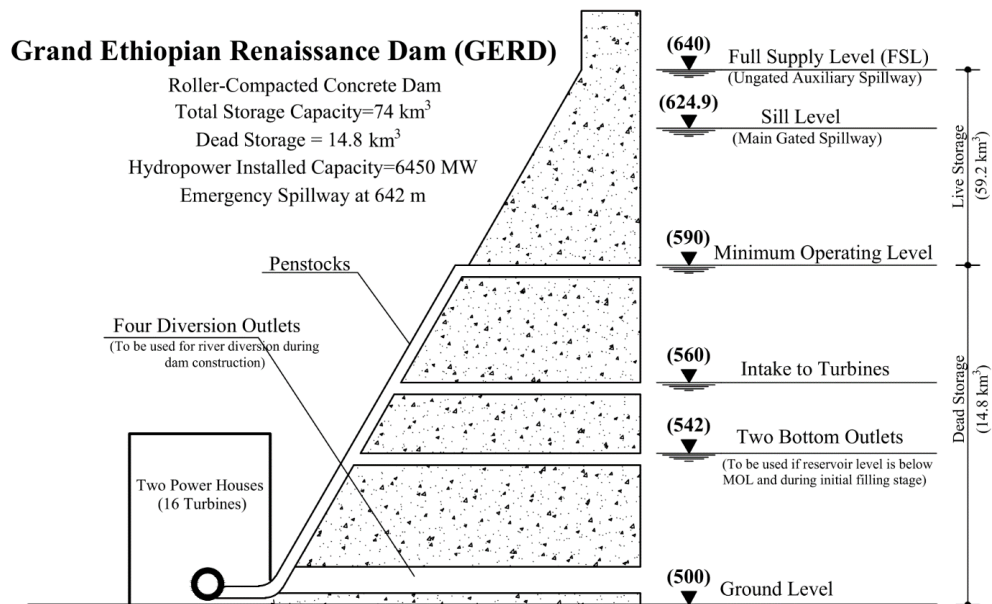 Grand Ethiopian Renaissance Dam (GERD)
Roller-Compacted Concrete Dam
Total Storage Capacity=74 km³
Dead Storage = 14.8 km³
Hydropower Installed Capacity=6450 MW
Emergency Spillway at 642 m
(640)
Full Supply Level (FSL)
(Ungated Auxiliary Spillway)
(624.9)
Sill Level
(Main Gated Spillway)
Live Storage
(59.2 km³)
(590)
Minimum Operating Level
Penstocks
Four Diversion Outlets
(To be used for river diversion during
dam construction)
(560)
Intake to Turbines
Dead Storage
(14.8 km³)
(542)
Two Bottom Outlets
(To be used if reservoir level is below
MOL and during initial filling stage)
Two Power Houses
(16 Turbines)
(500)
Ground Level